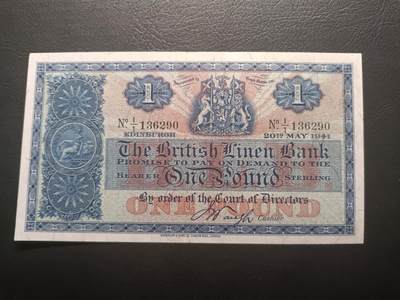 1 1
Nº I/1 136290 Nº I/1 136290
EDINBURGH 20TH MAY 1944
The British Linen Bank
PROMISE TO PAY ON DEMAND TO THE
BEARER One Pound STERLING
By order of the Court of Directors
ONE POUND
Cashier